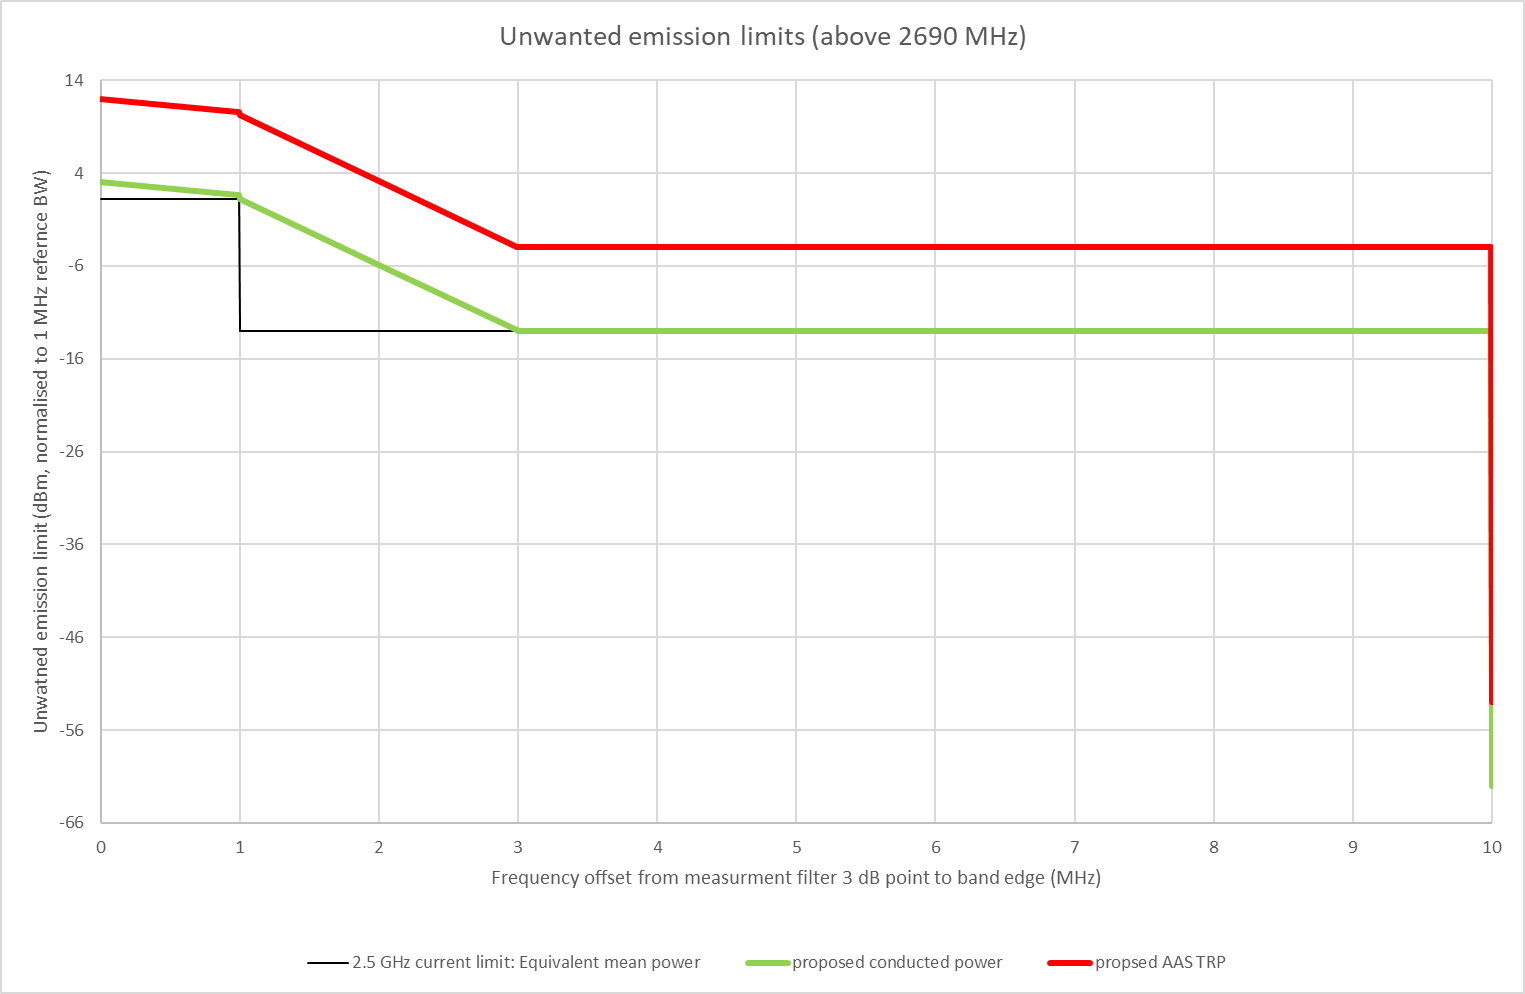 Unwanted emission limits (above 2690 MHz)
Unwatned emission limit (dBm, normalised to 1 MHz refernce BW)
14
4
-6
-16
-26
-36
-46
-56
-66
0 1 2 3 4 5 6 7 8 9 10
Frequency offset from measurment filter 3 dB point to band edge (MHz)
2.5 GHz current limit: Equivalent mean power
proposed conducted power
propsed AAS TRP